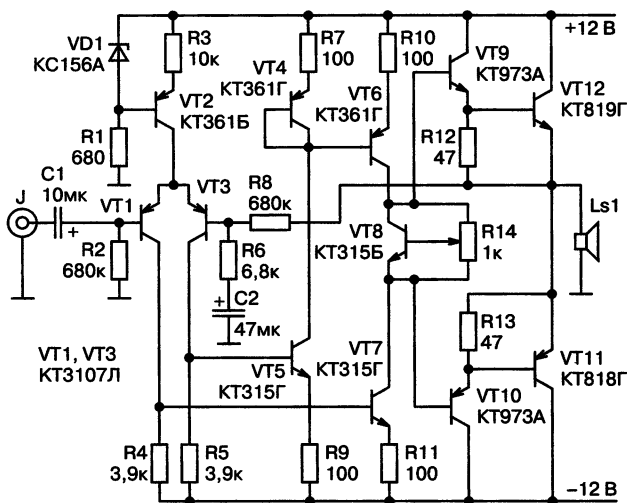 +12 В
VD1
КС156А
R3
10к
R7
100
R10
100
VT4
КТ361Г
VT6
КТ361Г
VT9
КТ973А
VT12
КТ819Г
VT2
КТ361Б
R1
680
R12
47
C1
10мк
+
J
VT1
VT3
R8
680к
Ls1
R2
680к
R6
6,8к
VT8
КТ315Б
R14
1к
+
C2
47мк
R13
47
VT1, VT3
КТ3107Л
VT5
КТ315Г
VT7
КТ315Г
VT11
КТ818Г
VT10
КТ973А
R4
3,9к
R5
3,9к
R9
100
R11
100
−12 В